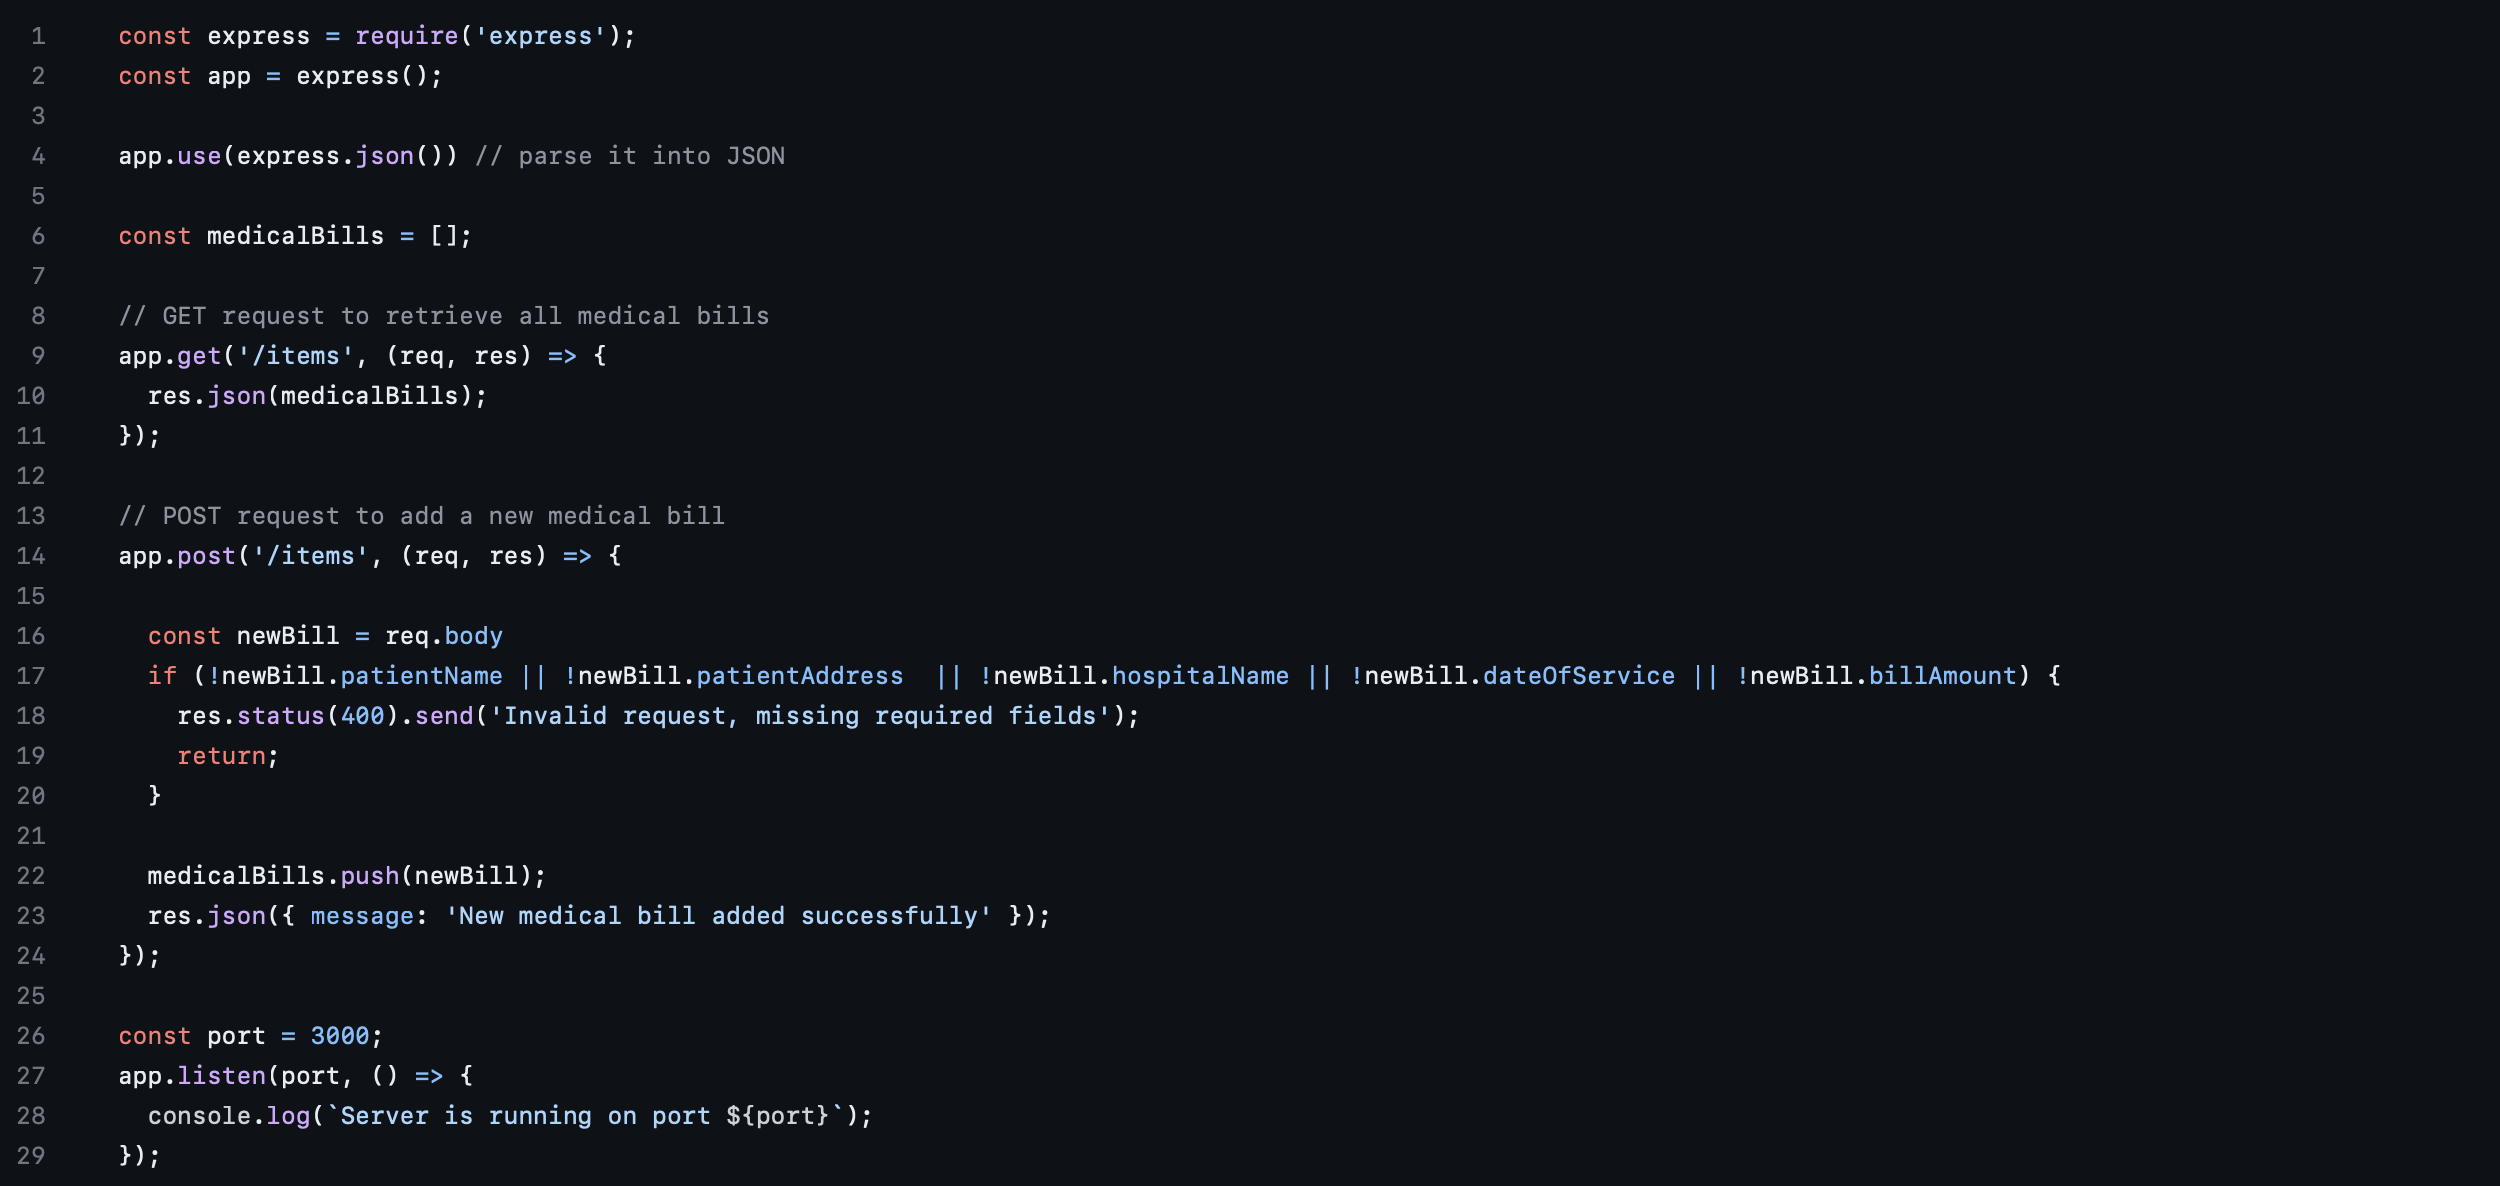 1 const express = require('express');
2 const app = express();
3
4 app.use(express.json()) // parse it into JSON
5
6 const medicalBills = [];
7
8 // GET request to retrieve all medical bills
9 app.get('/items', (req, res) => {
10   res.json(medicalBills);
11 });
12
13 // POST request to add a new medical bill
14 app.post('/items', (req, res) => {
15
16   const newBill = req.body
17   if (!newBill.patientName || !newBill.patientAddress  || !newBill.hospitalName || !newBill.dateOfService || !newBill.billAmount) {
18     res.status(400).send('Invalid request, missing required fields');
19     return;
20   }
21
22   medicalBills.push(newBill);
23   res.json({ message: 'New medical bill added successfully' });
24 });
25
26 const port = 3000;
27 app.listen(port, () => {
28   console.log(`Server is running on port ${port}`);
29 });